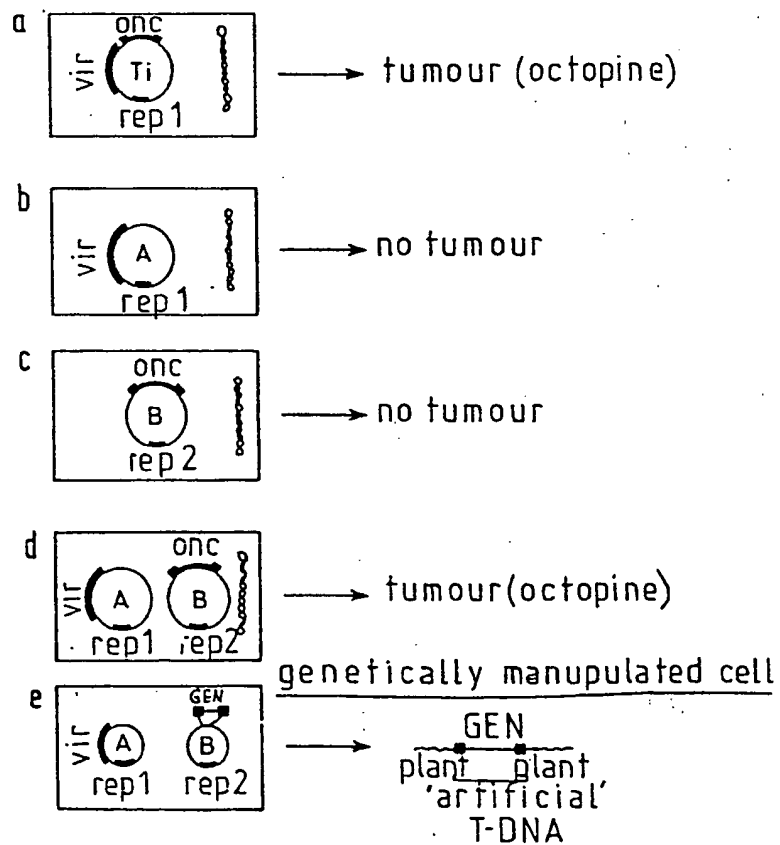 a
onc
vir
Ti
rep 1
tumour (octopine)
b
vir
A
rep 1
no tumour
c
onc
B
rep 2
no tumour
d
onc
vir
A
B
rep1
rep2
tumour (octopine)
genetically manupulated cell
e
GEN
vir
A
B
rep1
rep2
GEN
plant plant
'artificial'
T-DNA